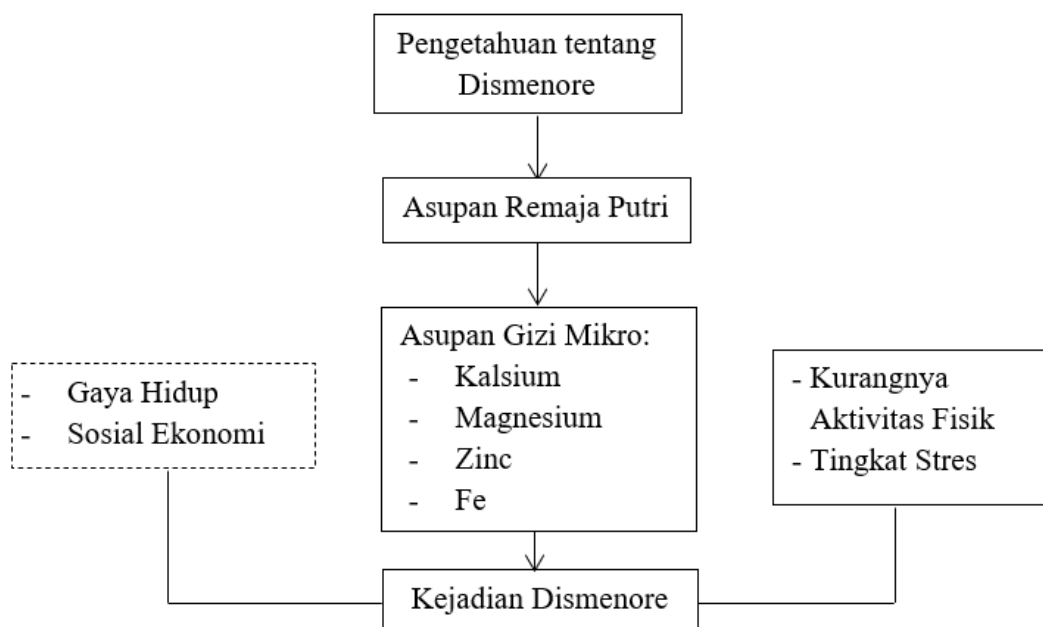 Pengetahuan tentang
Dismenore
Asupan Remaja Putri
Asupan Gizi Mikro:
- Kalsium
- Magnesium
- Zinc
- Fe
- Gaya Hidup
- Sosial Ekonomi
- Kurangnya
Aktivitas Fisik
- Tingkat Stres
Kejadian Dismenore